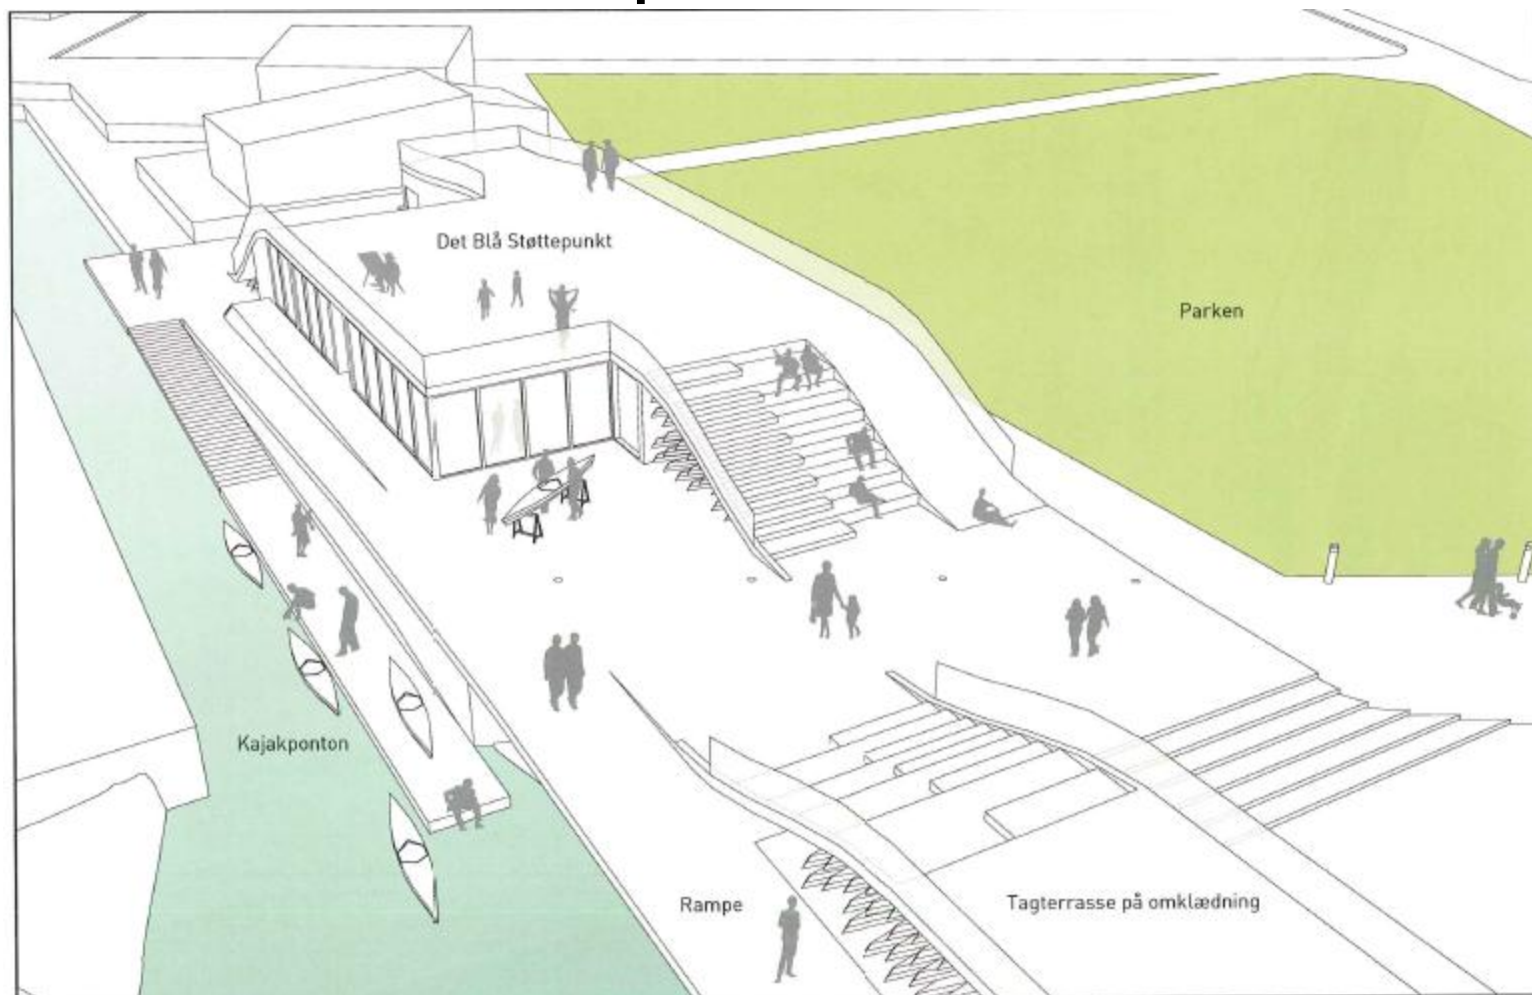 Det Blå Støttepunkt
Parken
Kajakponton
Rampe
Tagterrasse på omklædning